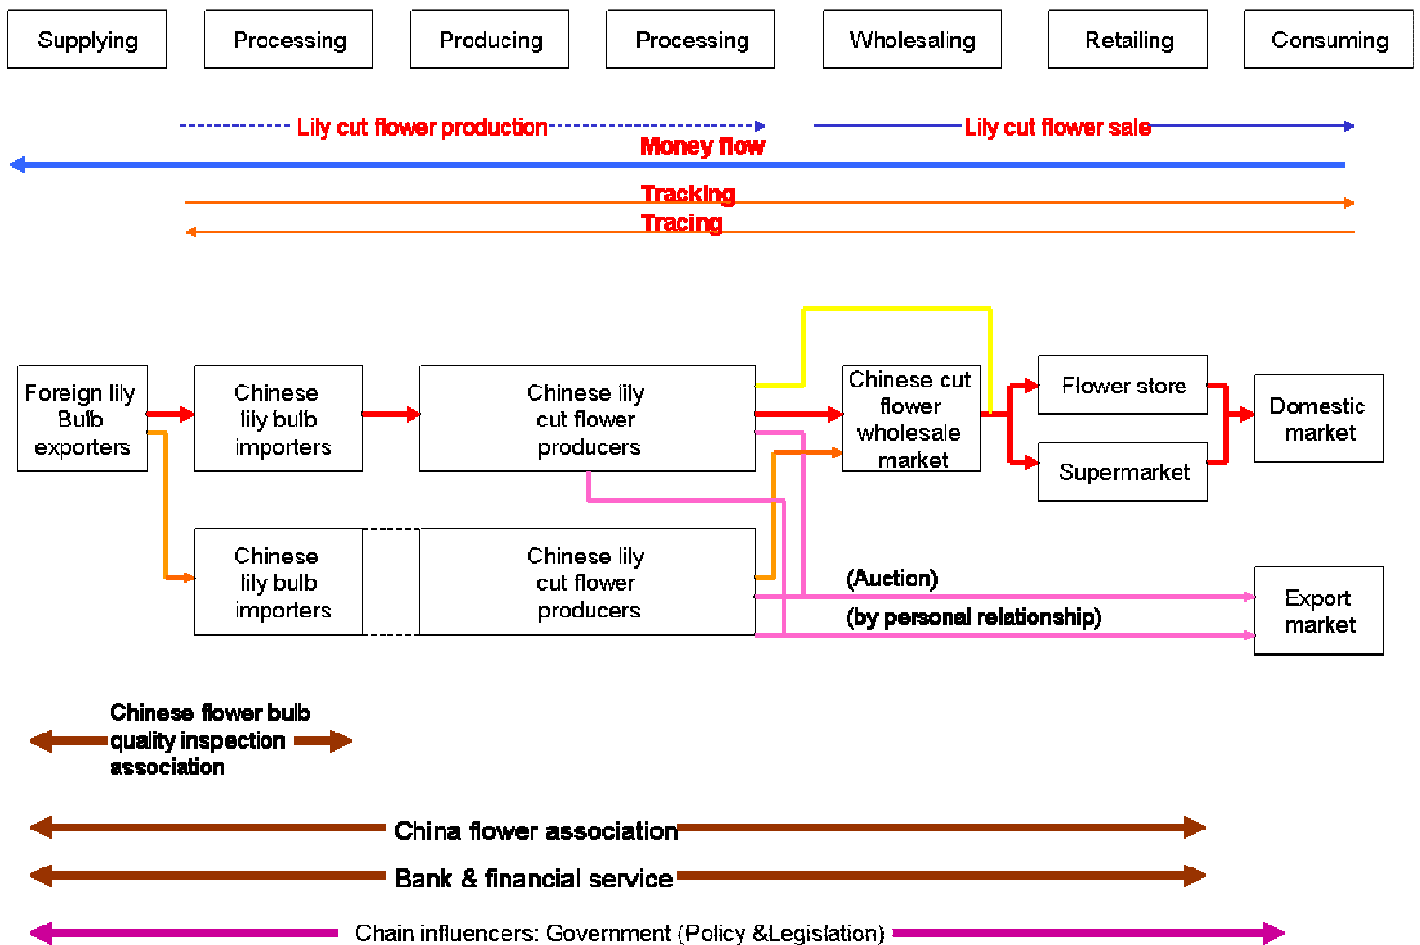 Supplying
Processing
Producing
Processing
Wholesaling
Retailing
Consuming
Lily cut flower production
Lily cut flower sale
Money flow
Tracking
Tracing
Foreign lily
Bulb
exporters
Chinese
lily bulb
importers
Chinese lily
cut flower
producers
Chinese cut
flower
wholesale
market
Flower store
Supermarket
Domestic
market
Chinese
lily bulb
importers
Chinese lily
cut flower
producers
(Auction)
(by personal relationship)
Export
market
Chinese flower bulb
quality inspection
association
China flower association
Bank & financial service
Chain influencers: Government (Policy &Legislation)